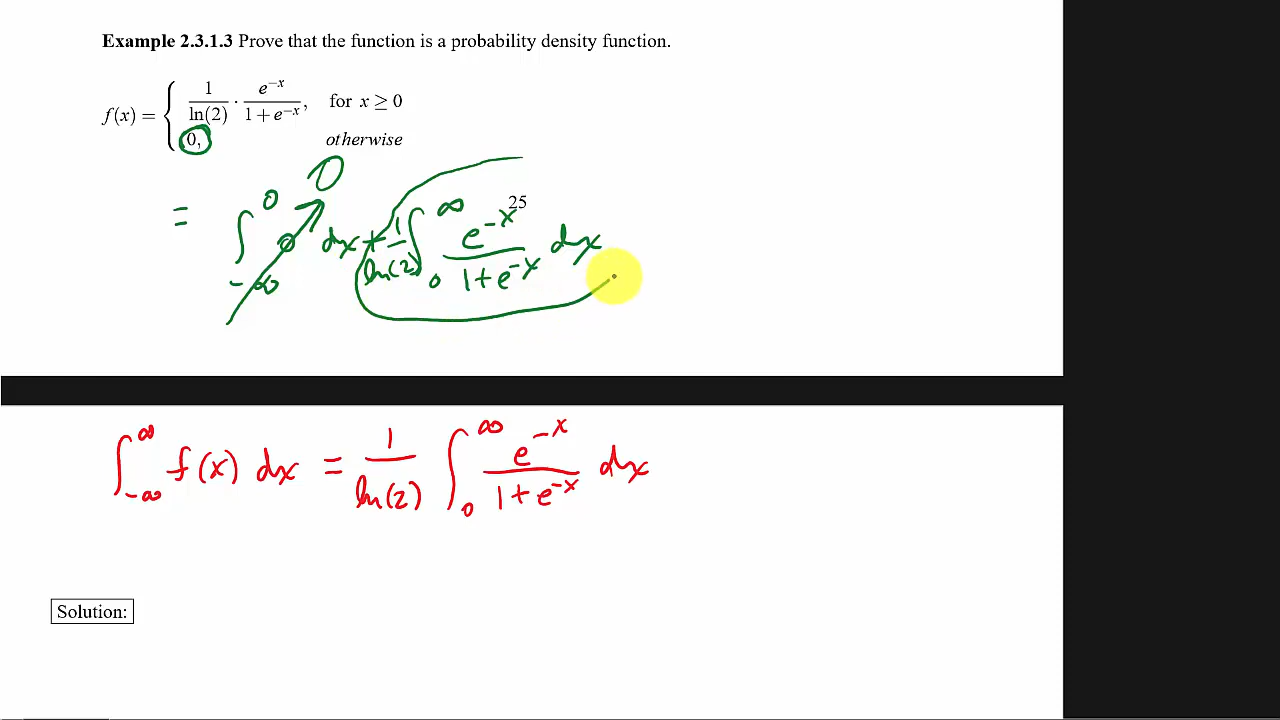 Example 2.3.1.3 Prove that the function is a probability density function.
f(x) = { 1/ln(2) · e^{-x}/(1 + e^{-x}), for x ≥ 0
0, otherwise
= ∫_{-∞}^{0} 0 dx + 1/ln(2) ∫_{0}^{∞} e^{-x}/(1 + e^{-x}) dx
0
25
∫_{-∞}^{∞} f(x) dx = 1/ln(2) ∫_{0}^{∞} e^{-x}/(1 + e^{-x}) dx
Solution: